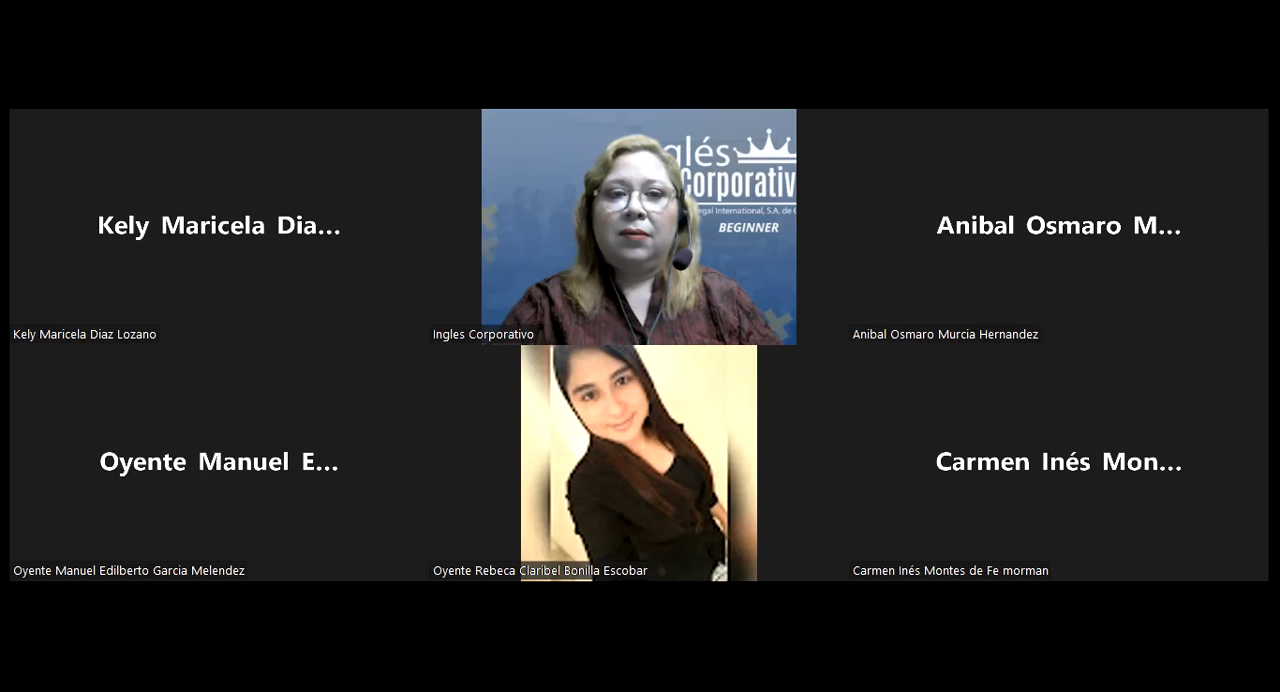 Kely Maricela Dia...
Kely Maricela Diaz Lozano
glés
Corporativ
egal International, S.A. de C
BEGINNER
Ingles Corporativo
Anibal Osmaro M...
Anibal Osmaro Murcia Hernandez
Oyente Manuel E...
Oyente Manuel Edilberto Garcia Melendez
Oyente Rebeca Claribel Bonilla Escobar
Carmen Inés Mon...
Carmen Inés Montes de Fe morman